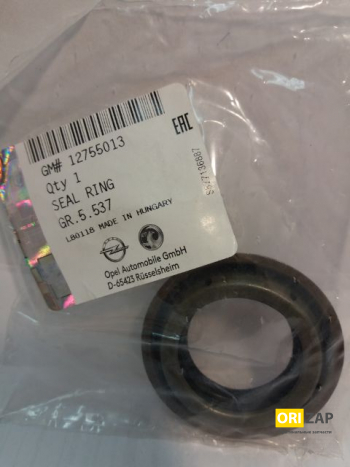 GM# 12755013
Qty 1
SEAL RING
GR.5.537
L80118 MADE IN HUNGARY
Opel Automobile GmbH
D-65423 Rüsselsheim
EAC
ORIZAP